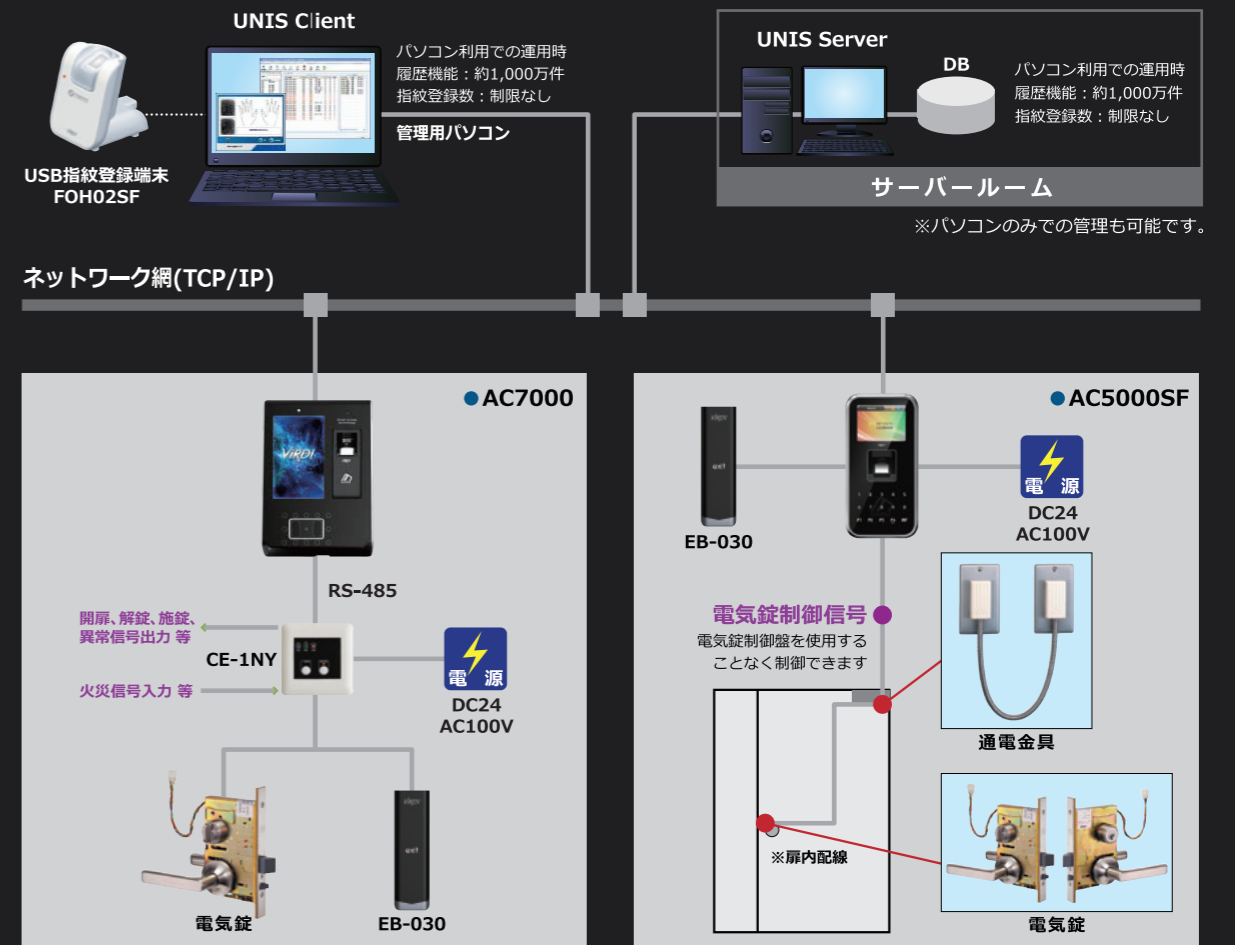 UNIS Client
パソコン利用での運用時
履歴機能：約1,000万件
指紋登録数：制限なし
管理用パソコン
USB指紋登録端末
FOH02SF
UNIS Server
DB
パソコン利用での運用時
履歴機能：約1,000万件
指紋登録数：制限なし
サーバールーム
※パソコンのみでの管理も可能です。
ネットワーク網(TCP/IP)
●AC7000
ViRDI
RS-485
開扉、解錠、施錠、
異常信号出力 等
CE-1NY
火災信号入力 等
電 源
DC24
AC100V
電気錠
exit
EB-030
●AC5000SF
exit
EB-030
電 源
DC24
AC100V
電気錠制御信号
電気錠制御盤を使用する
ことなく制御できます
通電金具
※扉内配線
電気錠